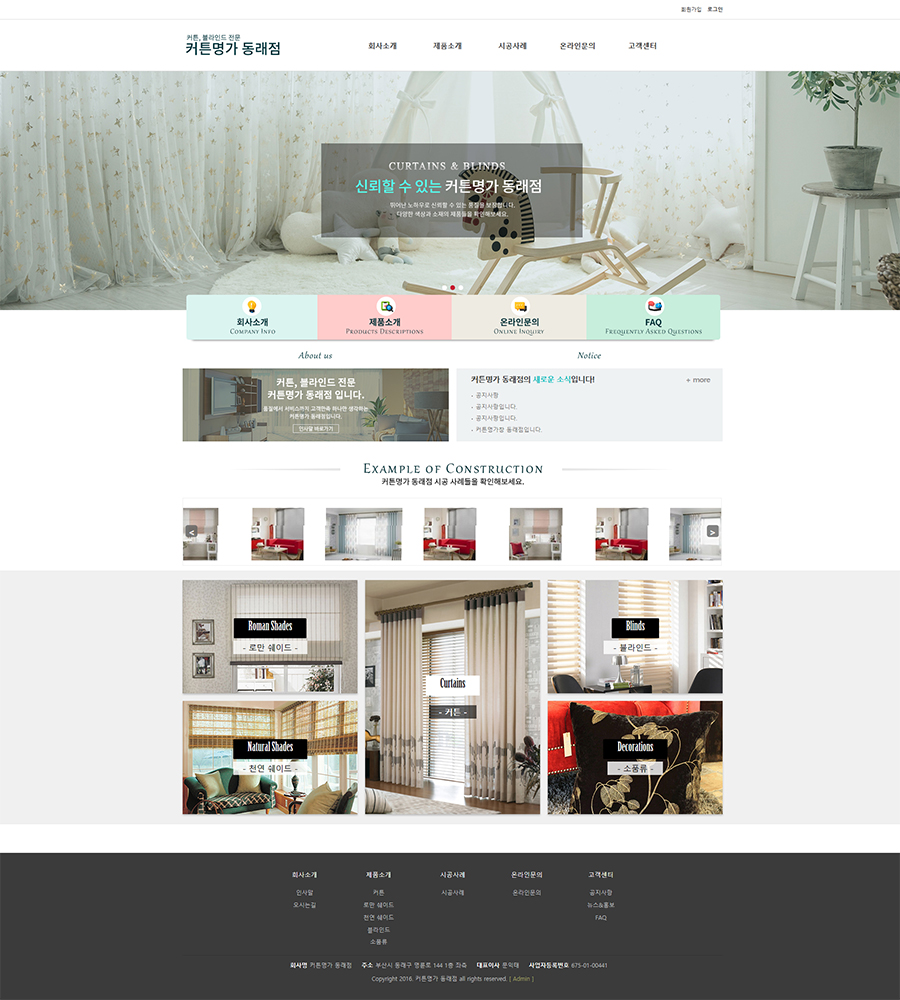 회원가입 로그인
커튼, 블라인드 전문
커튼명가 동래점
회사소개 제품소개 시공사례 온라인문의 고객센터
CURTAINS & BLINDS
신뢰할 수 있는 커튼명가 동래점
뛰어난 노하우로 신뢰할 수 있는 품질을 보장합니다.
다양한 색상과 소재의 제품들을 확인해보세요.
회사소개
Company Info
제품소개
Products Descriptions
온라인문의
Online Inquiry
FAQ
Frequently Asked Questions
About us
커튼, 블라인드 전문
커튼명가 동래점 입니다.
품질에서 서비스까지 고객만족 하나만 생각하는
커튼명가 동래점입니다.
인사말 바로가기
Notice
커튼명가 동래점의 새로운 소식입니다!
+ more
- 공지사항
- 공지사항입니다.
- 공지사항입니다.
- 커튼명가창 동래점입니다.
Example of Construction
커튼명가 동래점 시공 사례들을 확인해보세요.
< >
Roman Shades
- 로만 쉐이드 -
Curtains
- 커튼 -
Blinds
- 블라인드 -
Natural Shades
- 천연 쉐이드 -
Decorations
- 소품류 -
회사소개 제품소개 시공사례 온라인문의 고객센터
인사말 커튼 시공사례 온라인문의 공지사항
오시는길 로만 쉐이드 뉴스&홍보
천연 쉐이드 FAQ
블라인드
소품류
회사명 커튼명가 동래점 주소 부산시 동래구 명륜로 144 1층 좌측 대표이사 문덕태 사업자등록번호 675-01-00441
Copyright 2016. 커튼명가 동래점 all rights reserved. [ Admin ]